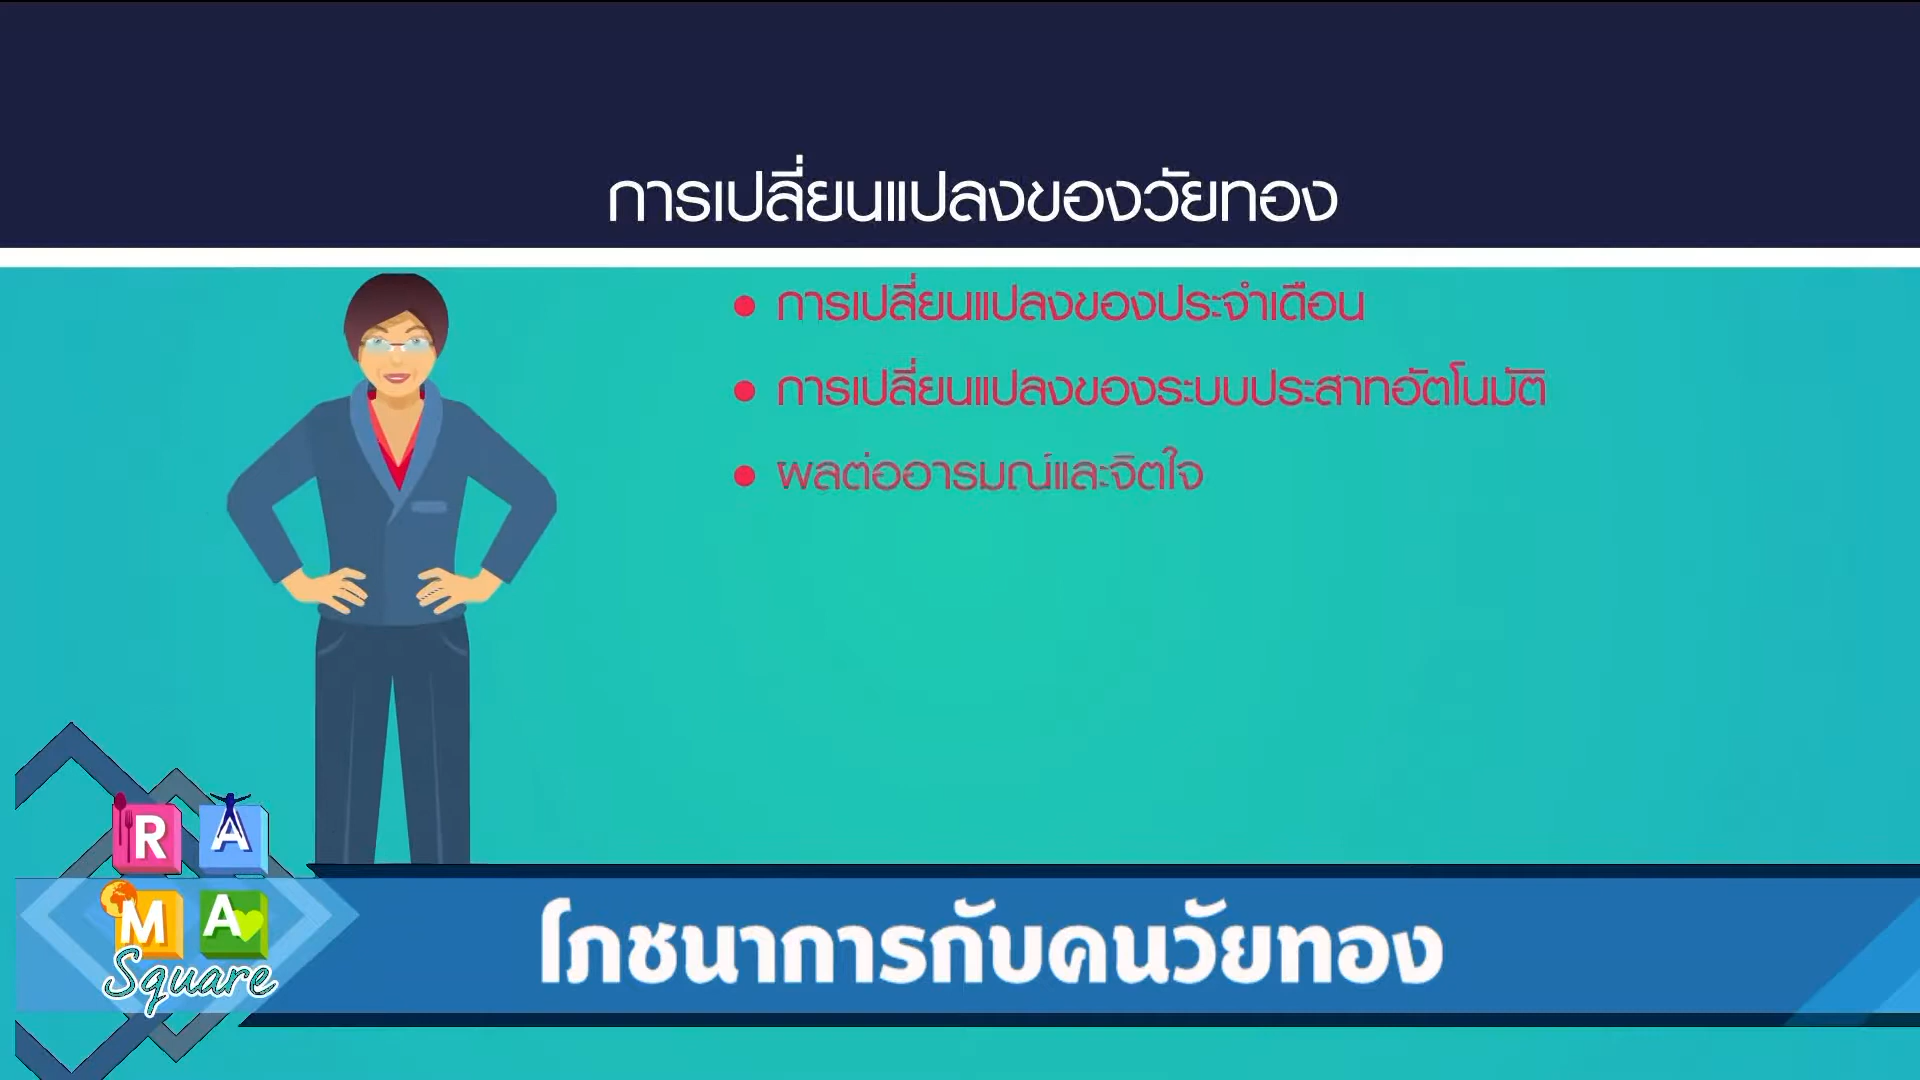 การเปลี่ยนแปลงของวัยทอง
• การเปลี่ยนแปลงของประจำเดือน
• การเปลี่ยนแปลงของระบบประสาทอัตโนมัติ
• ผลต่ออารมณ์และจิตใจ
RAMA
Square
โภชนาการกับคนวัยทอง